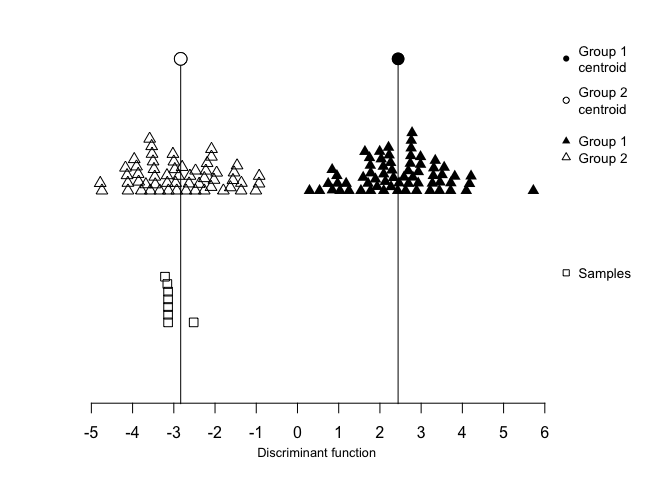 Group 1
centroid
Group 2
centroid
Group 1
Group 2
Samples
-5 -4 -3 -2 -1 0 1 2 3 4 5 6
Discriminant function